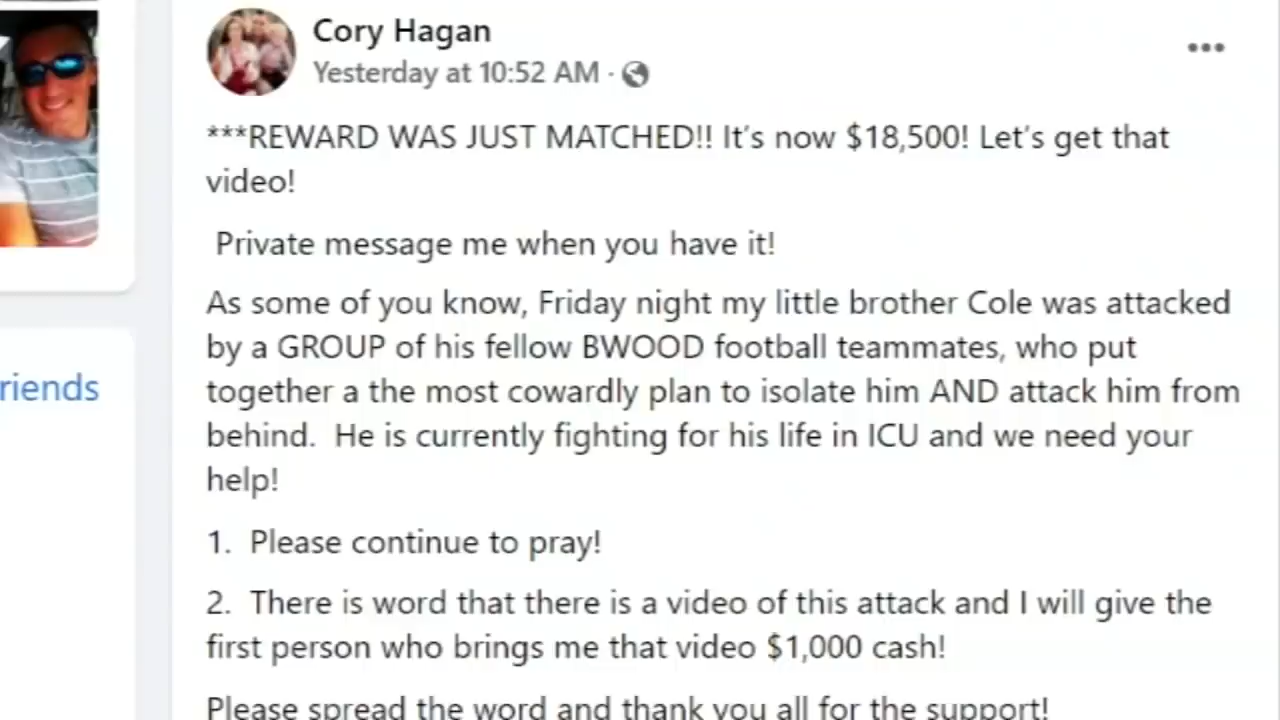 Cory Hagan
Yesterday at 10:52 AM ·
***REWARD WAS JUST MATCHED!! It's now $18,500! Let's get that
video!
Private message me when you have it!
As some of you know, Friday night my little brother Cole was attacked
by a GROUP of his fellow BWOOD football teammates, who put
together a the most cowardly plan to isolate him AND attack him from
behind. He is currently fighting for his life in ICU and we need your
help!
1. Please continue to pray!
2. There is word that there is a video of this attack and I will give the
first person who brings me that video $1,000 cash!
Please spread the word and thank you all for the support!
riends